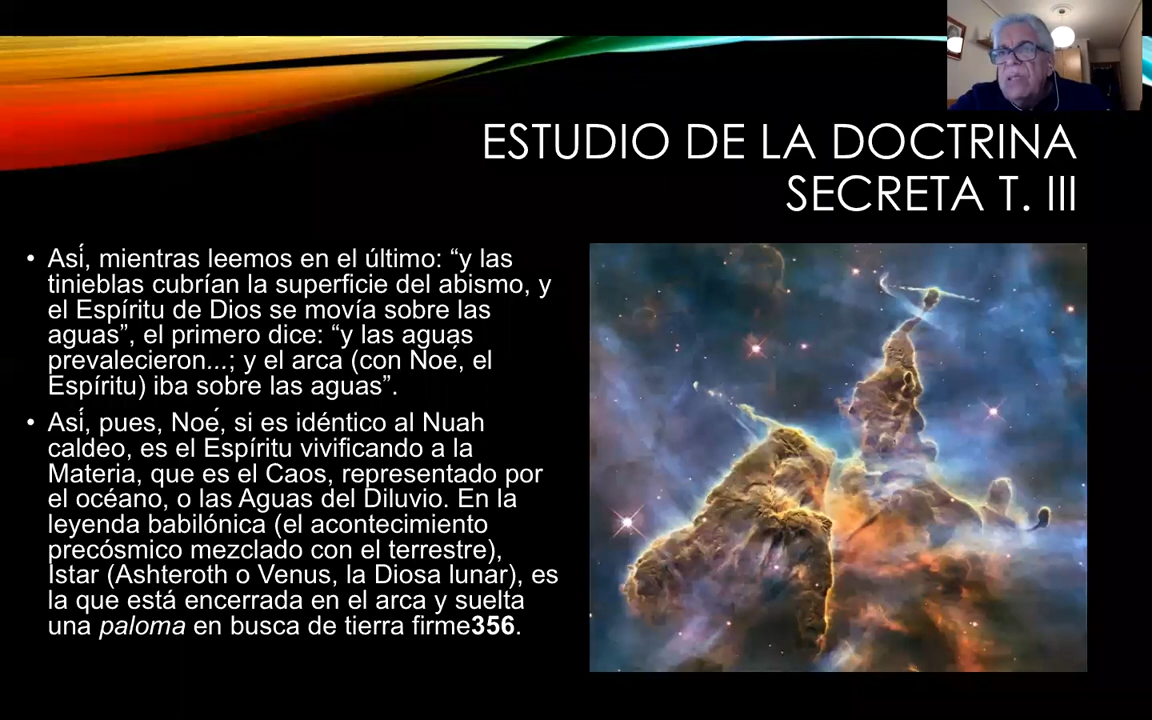 ESTUDIO DE LA DOCTRINA
SECRETA T. III
• Así, mientras leemos en el último: “y las
tinieblas cubrían la superficie del abismo, y
el Espíritu de Dios se movía sobre las
aguas”, el primero dice: “y las aguas
prevalecieron...; y el arca (con Noé, el
Espíritu) iba sobre las aguas”.
• Así, pues, Noé, si es idéntico al Nuah
caldeo, es el Espíritu vivificando a la
Materia, que es el Caos, representado por
el océano, o las Aguas del Diluvio. En la
leyenda babilónica (el acontecimiento
precósmico mezclado con el terrestre),
Istar (Ashteroth o Venus, la Diosa lunar), es
la que está encerrada en el arca y suelta
una paloma en busca de tierra firme356.